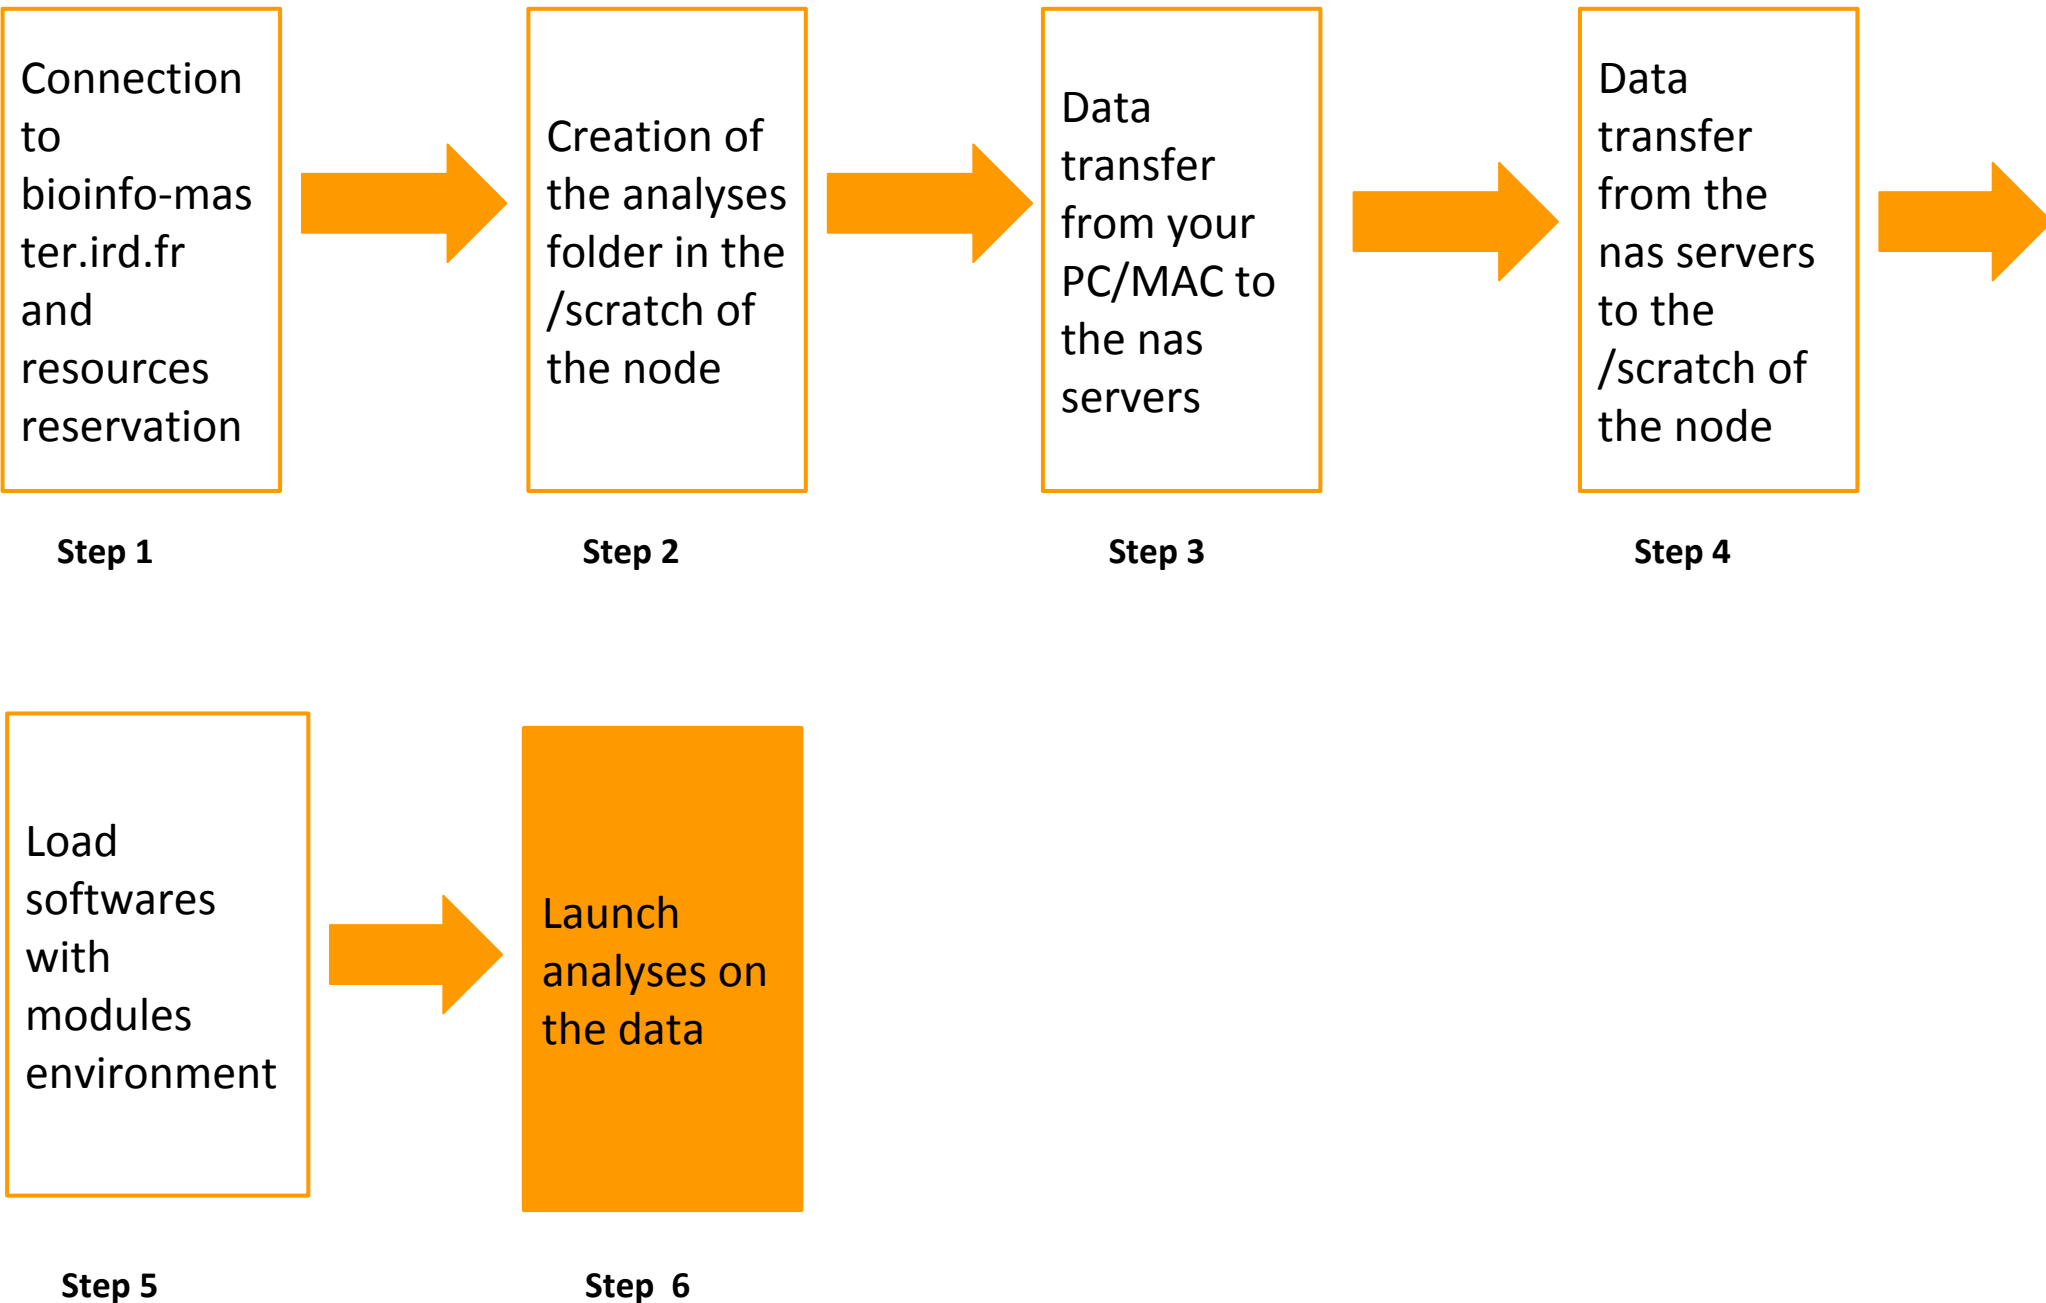 Connection
to
bioinfo-mas
ter.ird.fr
and
resources
reservation
Step 1
Creation of
the analyses
folder in the
/scratch of
the node
Step 2
Data
transfer
from your
PC/MAC to
the nas
servers
Step 3
Data
transfer
from the
nas servers
to the
/scratch of
the node
Step 4
Load
softwares
with
modules
environment
Step 5
Launch
analyses on
the data
Step  6